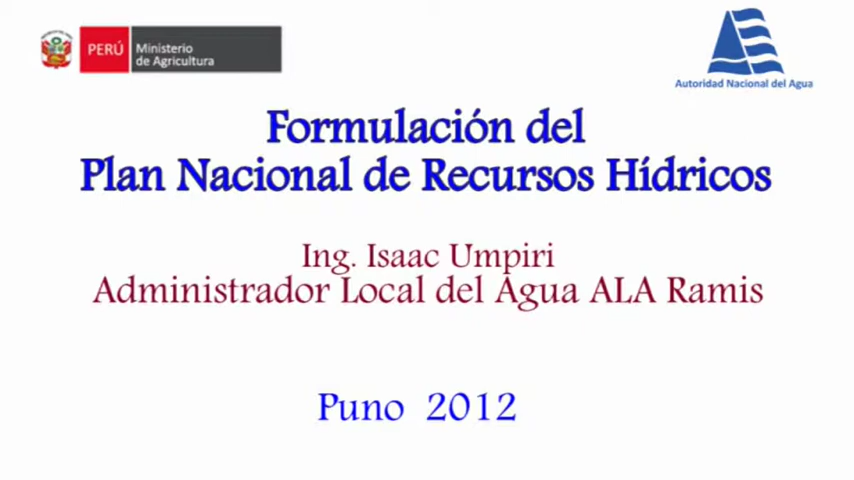 PERÚ
Ministerio
de Agricultura
Autoridad Nacional del Agua
Formulación del
Plan Nacional de Recursos Hídricos
Ing. Isaac Umpiri
Administrador Local del Agua ALA Ramis
Puno 2012